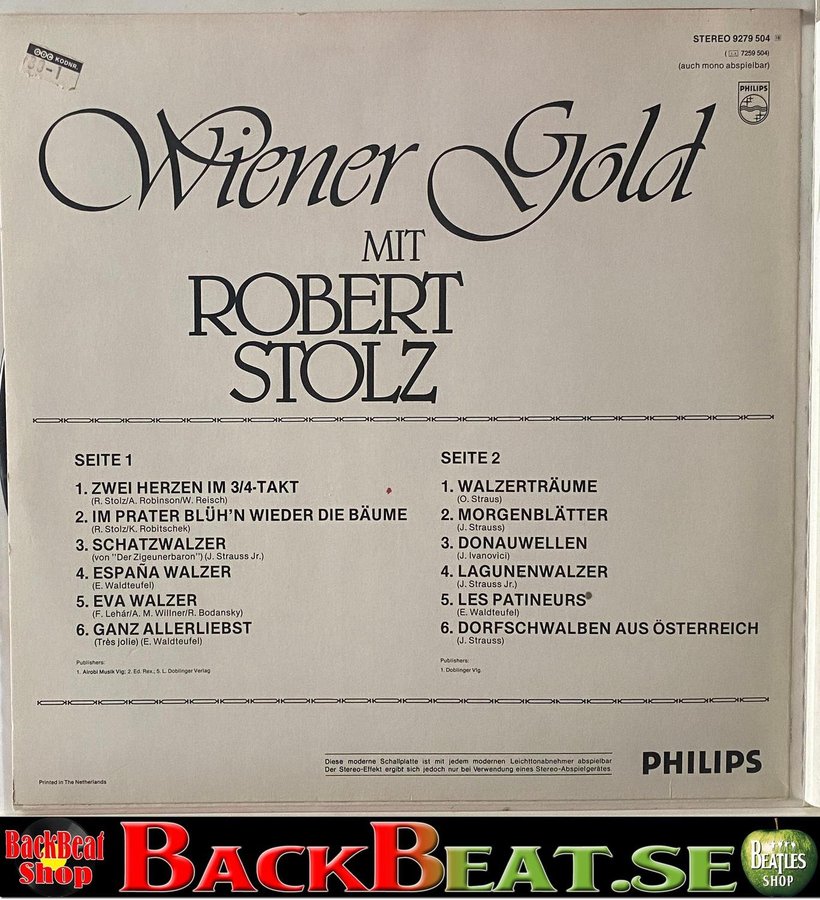 CDC KODNR.
STEREO 9279 504
7259 504)
(auch mono abspielbar)
PHILIPS
Wiener Gold
MIT
ROBERT
STOLZ
SEITE 1
1. ZWEI HERZEN IM 3/4-TAKT
(R. Stolz/A. Robinson/W. Reisch)
2. IM PRATER BLÜH'N WIEDER DIE BÄUME
(R. Stolz/K. Robitschek)
3. SCHATZWALZER
(von "Der Zigeunerbaron") (J. Strauss Jr.)
4. ESPAÑA WALZER
(E. Waldteufel)
5. EVA WALZER
(F. Lehár/A. M. Willner/R. Bodansky)
6. GANZ ALLERLIEBST
(Très jolie) (E. Waldteufel)
Publishers:
1. Airobi Musik Vlg; 2. Ed. Rex.; 5. L. Doblinger Verlag
SEITE 2
1. WALZERTRÄUME
(O. Straus)
2. MORGENBLÄTTER
(J. Strauss)
3. DONAUWELLEN
(J. Ivanovici)
4. LAGUNENWALZER
(J. Strauss Jr.)
5. LES PATINEURS
(E. Waldteufel)
6. DORFSCHWALBEN AUS ÖSTERREICH
(J. Strauss)
Publishers:
1. Doblinger Vlg.
Diese moderne Schallplatte ist mit jedem modernen Leichttonabnehmer abspielbar
Der Stereo-Effekt ergibt sich jedoch nur bei Verwendung eines Stereo-Abspielgerätes
PHILIPS
Printed in The Netherlands
BackBeat
Shop
BACKBEAT.SE
BEATLES
SHOP